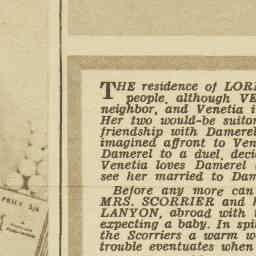 THE residence of LORD
people, although VE
neighbor, and Venetia i
Her two would-be suitor
friendship with Damerel
imagined affront to Ven
Damerel to a duel, deci
Venetia loves Damerel
see her married to Dam
Before any more can
MRS. SCORRIER and h
LANYON, abroad with t
expecting a baby. In spi
the Scorriers a warm w
trouble eventuates when
PRICE 3/6